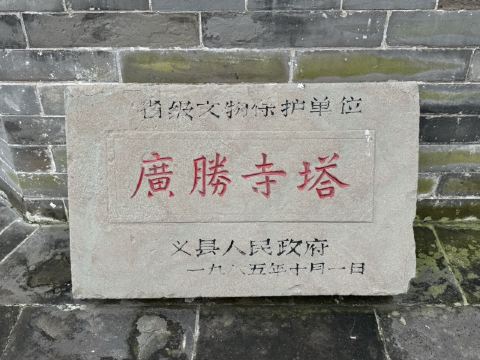 省级文物保护单位
廣勝寺塔
义县人民政府
一九八五年十月一日